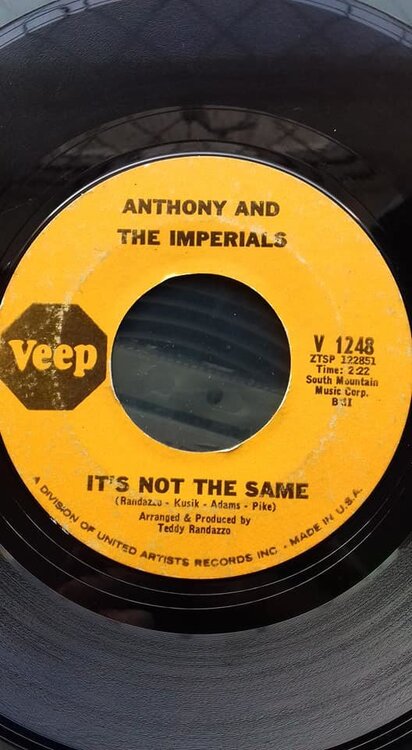 ANTHONY AND
THE IMPERIALS
Veep
V 1248
ZTSP 122851
Time: 2:22
South Mountain
Music Corp.
BMI
IT'S NOT THE SAME
(Randazzo - Kusik - Adams - Pike)
Arranged & Produced by
Teddy Randazzo
A DIVISION OF UNITED ARTISTS RECORDS INC. - MADE IN U.S.A.